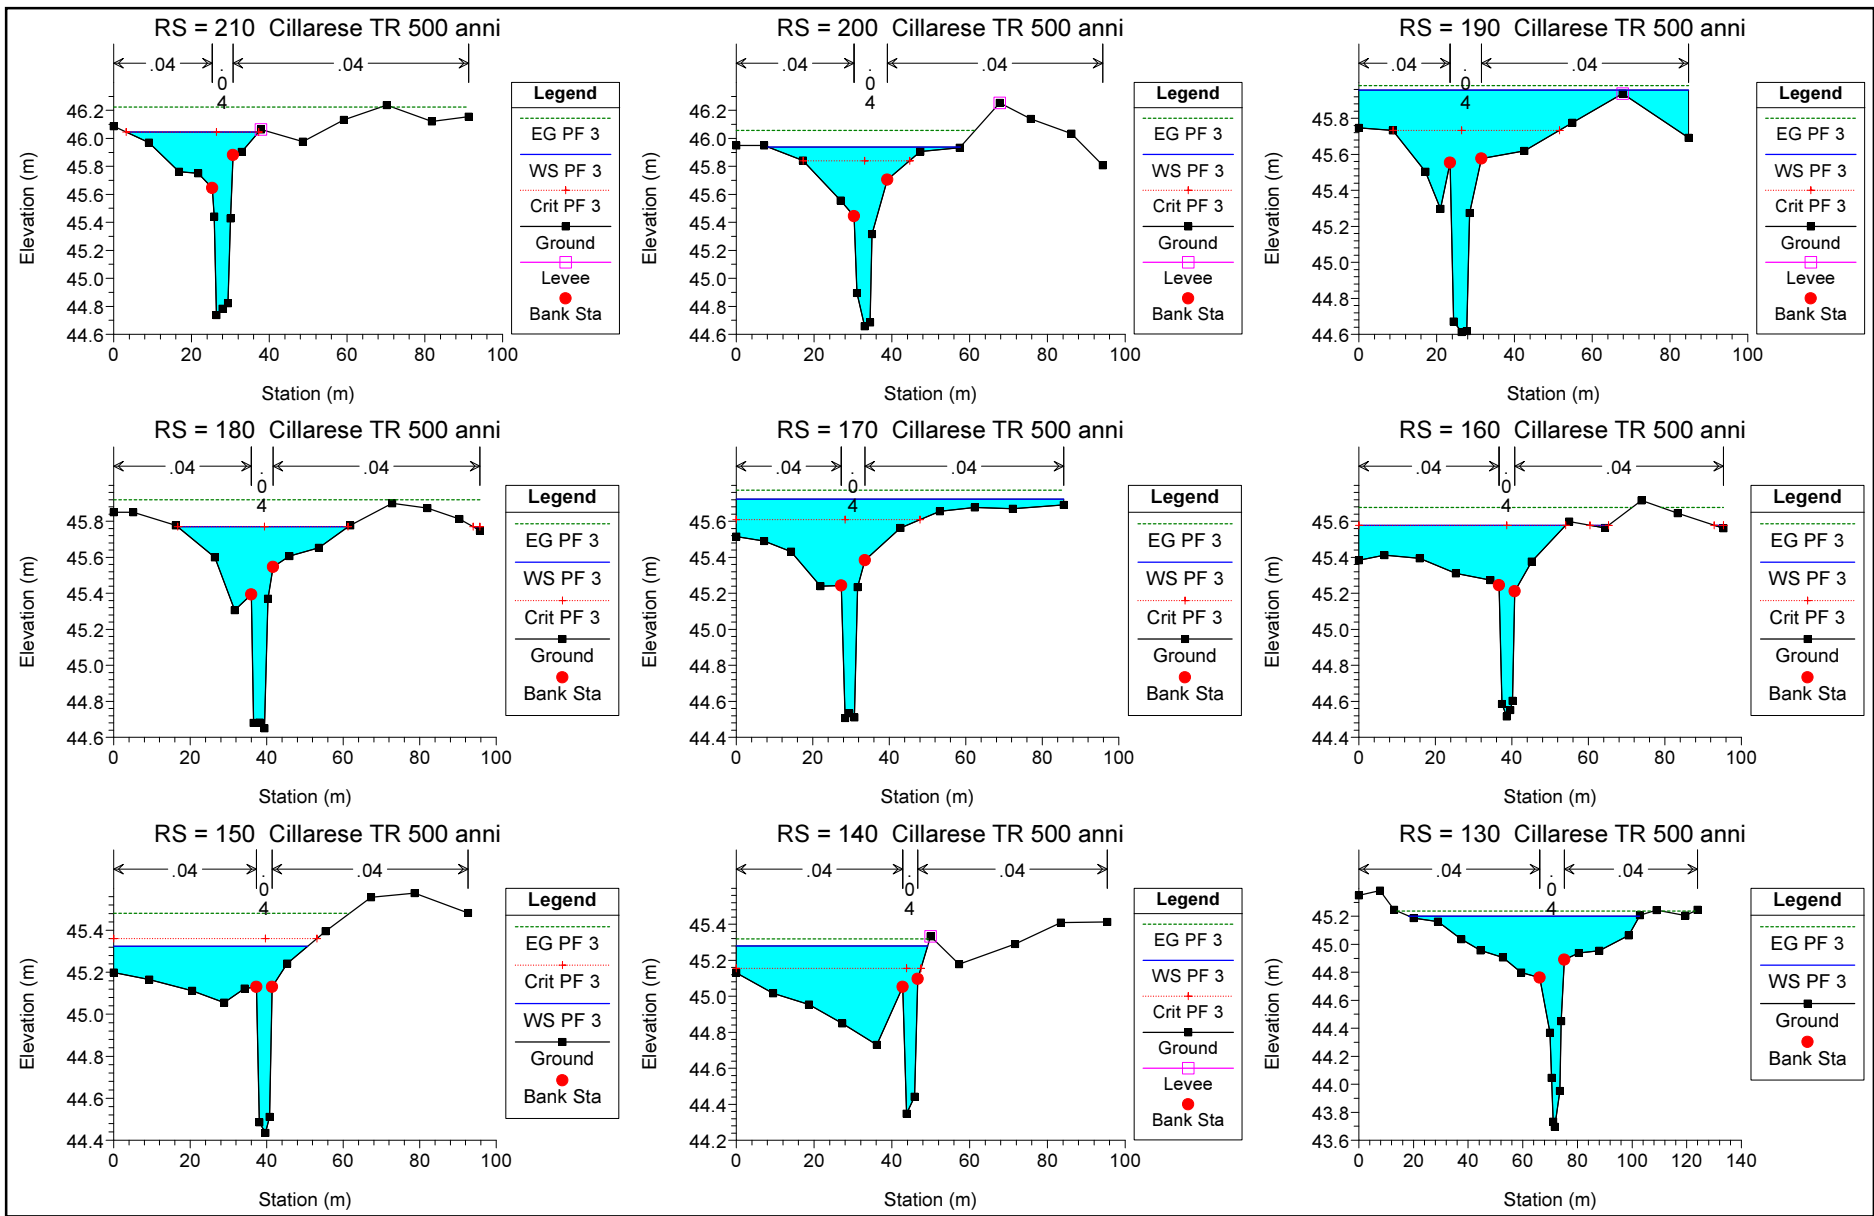 RS = 210 Cillarese TR 500 anni
.04
.04
.
0
4
Elevation (m)
46.2
46.0
45.8
45.6
45.4
45.2
45.0
44.8
44.6
0 20 40 60 80 100
Station (m)
Legend
EG PF 3
WS PF 3
Crit PF 3
Ground
Levee
Bank Sta
RS = 200 Cillarese TR 500 anni
.04
.04
.
0
4
Elevation (m)
46.2
46.0
45.8
45.6
45.4
45.2
45.0
44.8
44.6
0 20 40 60 80 100
Station (m)
Legend
EG PF 3
WS PF 3
Crit PF 3
Ground
Levee
Bank Sta
RS = 190 Cillarese TR 500 anni
.04
.04
.
0
4
Elevation (m)
45.8
45.6
45.4
45.2
45.0
44.8
44.6
0 20 40 60 80 100
Station (m)
Legend
EG PF 3
WS PF 3
Crit PF 3
Ground
Levee
Bank Sta
RS = 180 Cillarese TR 500 anni
.04
.04
.
0
4
Elevation (m)
45.8
45.6
45.4
45.2
45.0
44.8
44.6
0 20 40 60 80 100
Station (m)
Legend
EG PF 3
WS PF 3
Crit PF 3
Ground
Bank Sta
RS = 170 Cillarese TR 500 anni
.04
.04
.
0
4
Elevation (m)
45.6
45.4
45.2
45.0
44.8
44.6
44.4
0 20 40 60 80 100
Station (m)
Legend
EG PF 3
WS PF 3
Crit PF 3
Ground
Bank Sta
RS = 160 Cillarese TR 500 anni
.04
.04
.
0
4
Elevation (m)
45.6
45.4
45.2
45.0
44.8
44.6
44.4
0 20 40 60 80 100
Station (m)
Legend
EG PF 3
WS PF 3
Crit PF 3
Ground
Bank Sta
RS = 150 Cillarese TR 500 anni
.04
.04
.
0
4
Elevation (m)
45.4
45.2
45.0
44.8
44.6
44.4
0 20 40 60 80 100
Station (m)
Legend
EG PF 3
Crit PF 3
WS PF 3
Ground
Bank Sta
RS = 140 Cillarese TR 500 anni
.04
.04
.
0
4
Elevation (m)
45.4
45.2
45.0
44.8
44.6
44.4
44.2
0 20 40 60 80 100
Station (m)
Legend
EG PF 3
WS PF 3
Crit PF 3
Ground
Levee
Bank Sta
RS = 130 Cillarese TR 500 anni
.04
.04
.
0
4
Elevation (m)
45.2
45.0
44.8
44.6
44.4
44.2
44.0
43.8
43.6
0 20 40 60 80 100 120 140
Station (m)
Legend
EG PF 3
WS PF 3
Ground
Bank Sta